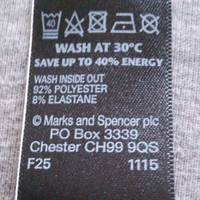 WASH AT 30°C
SAVE UP TO 40% ENERGY
WASH INSIDE OUT
92% POLYESTER
8% ELASTANE
© Marks and Spencer plc
PO Box 3339
Chester CH99 9QS
F25 1115